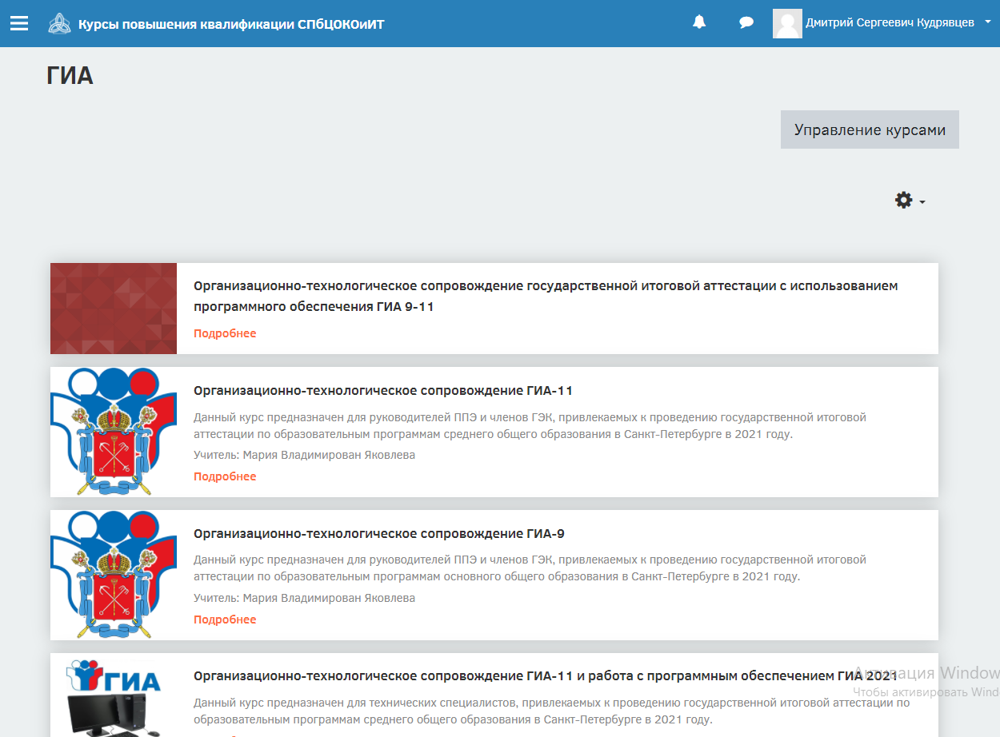 Курсы повышения квалификации СПбЦОКОиИТ
Дмитрий Сергеевич Кудрявцев
ГИА
Управление курсами
Организационно-технологическое сопровождение государственной итоговой аттестации с использованием
программного обеспечения ГИА 9-11
Подробнее
Организационно-технологическое сопровождение ГИА-11
Данный курс предназначен для руководителей ППЭ и членов ГЭК, привлекаемых к проведению государственной итоговой
аттестации по образовательным программам среднего общего образования в Санкт-Петербурге в 2021 году.
Учитель: Мария Владимирован Яковлева
Подробнее
Организационно-технологическое сопровождение ГИА-9
Данный курс предназначен для руководителей ППЭ и членов ГЭК, привлекаемых к проведению государственной итоговой
аттестации по образовательным программам основного общего образования в Санкт-Петербурге в 2021 году.
Учитель: Мария Владимирован Яковлева
Подробнее
ГИА
Организационно-технологическое сопровождение ГИА-11 и работа с программным обеспечением ГИА 2021
Данный курс предназначен для технических специалистов, привлекаемых к проведению государственной итоговой аттестации по
образовательным программам среднего общего образования в Санкт-Петербурге в 2021 году.
Активация Window
Чтобы активировать Wind